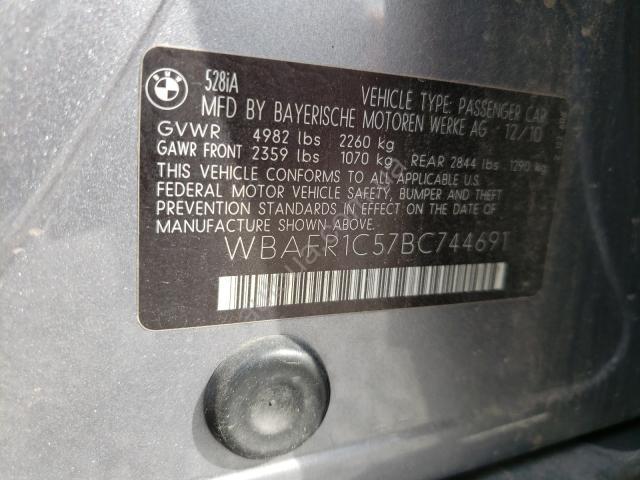 BMW
528iA
VEHICLE TYPE: PASSENGER CAR
MFD BY BAYERISCHE MOTOREN WERKE AG 12/10
GVWR 4982 lbs 2260 kg
GAWR FRONT 2359 lbs 1070 kg REAR 2844 lbs 1290 kg
THIS VEHICLE CONFORMS TO ALL APPLICABLE U.S.
FEDERAL MOTOR VEHICLE SAFETY, BUMPER AND THEFT
PREVENTION STANDARDS IN EFFECT ON THE DATE OF
MANUFACTURE SHOWN ABOVE.
WBAFR1C57BC744691